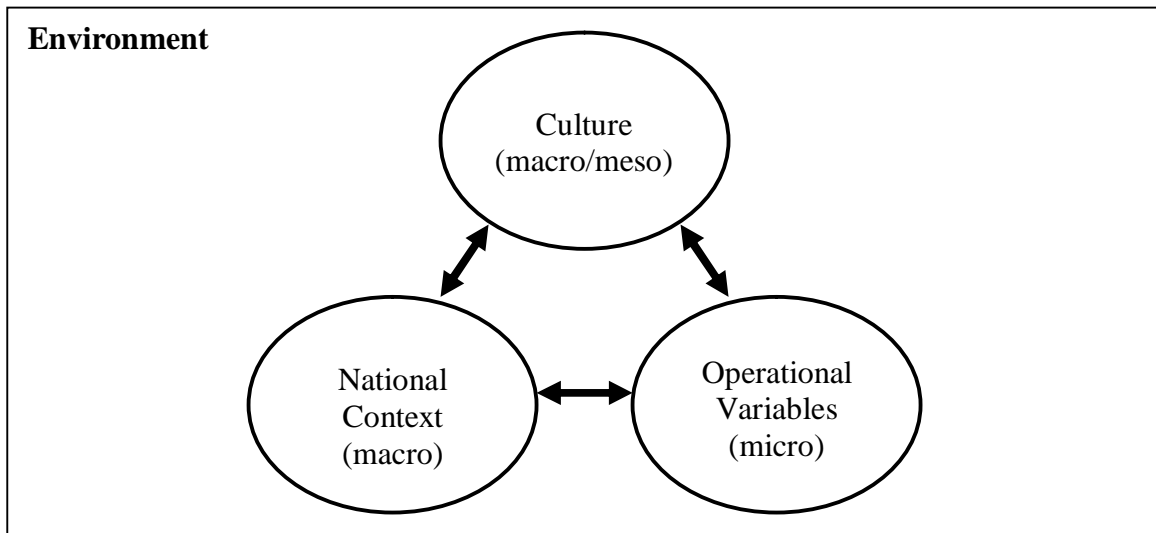 Environment
Culture
(macro/meso)
National
Context
(macro)
Operational
Variables
(micro)